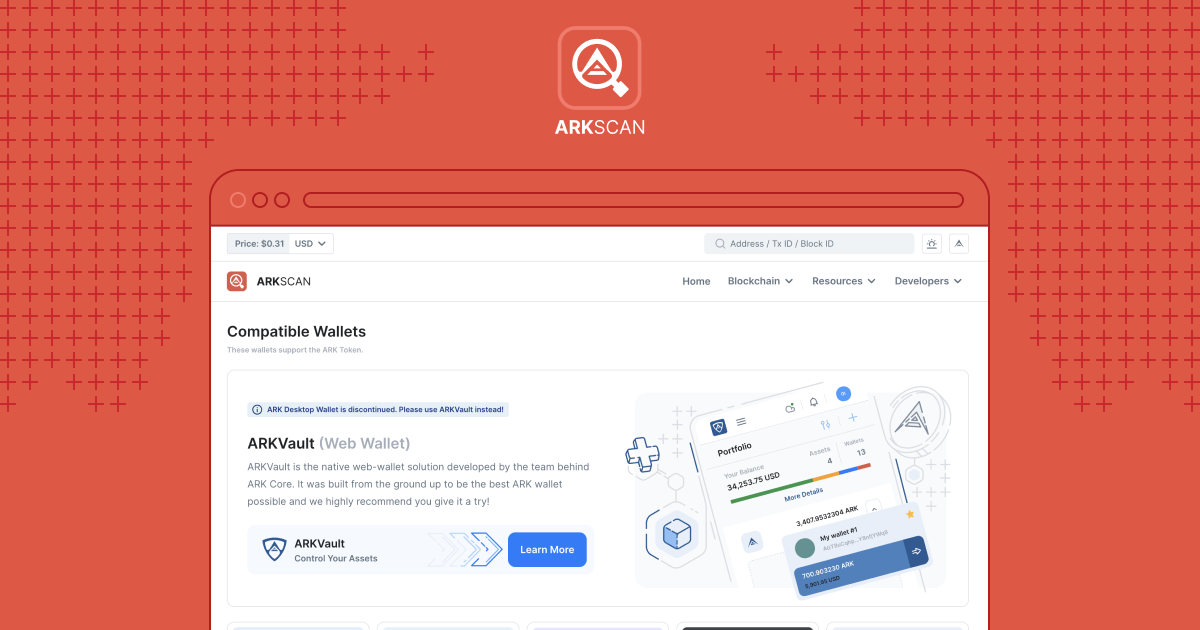 ARKSCAN
Price: $0.31 USD
Address / Tx ID / Block ID
ARKSCAN
Home Blockchain Resources Developers
Compatible Wallets
These wallets support the ARK Token.
ARK Desktop Wallet is discontinued. Please use ARKVault instead!
ARKVault (Web Wallet)
ARKVault is the native web-wallet solution developed by the team behind
ARK Core. It was built from the ground up to be the best ARK wallet
possible and we highly recommend you give it a try!
ARKVault
Control Your Assets
Learn More
Portfolio
Your Balance
34,253.75 USD
Assets
4
Wallets
13
More Details
3,407.9532304 ARK
My wallet #1
700.903230 ARK